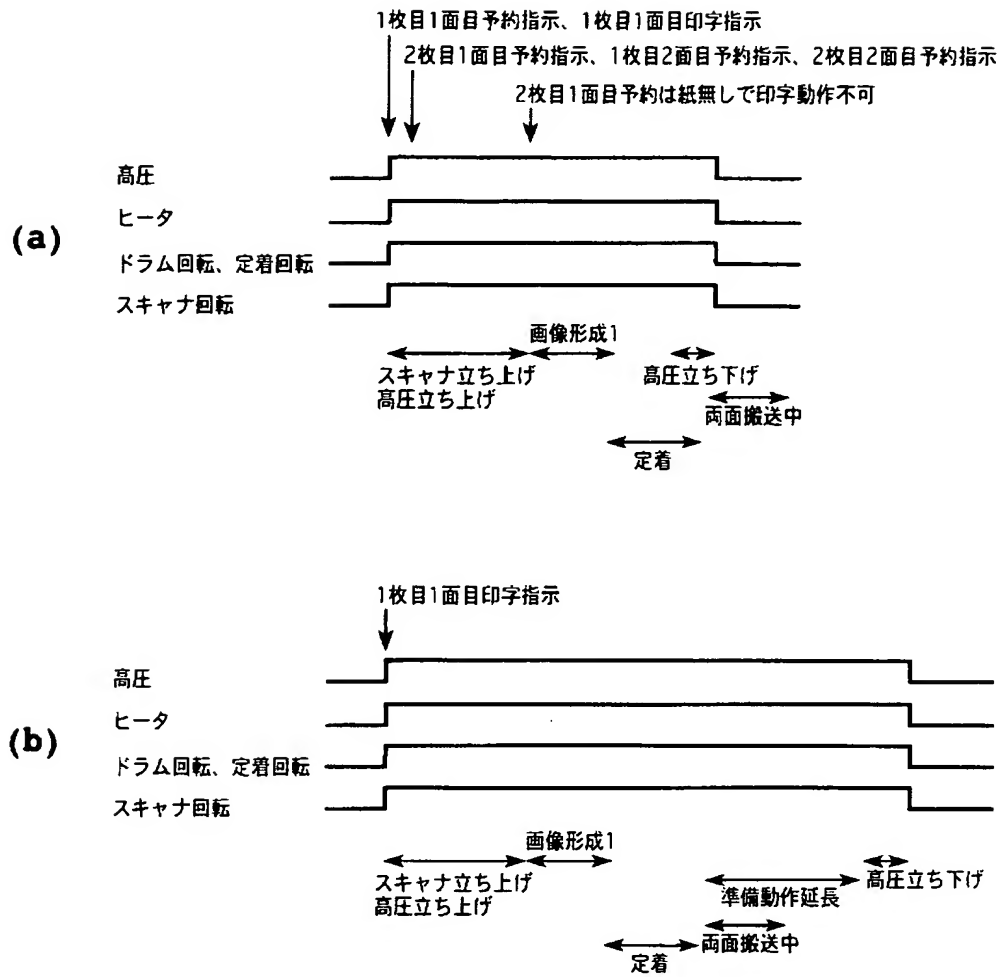 1枚目1面目予約指示、1枚目1面目印字指示
2枚目1面目予約指示、1枚目2面目予約指示、2枚目2面目予約指示
2枚目1面目予約は紙無しで印字動作不可
(a)
高圧
ヒータ
ドラム回転、定着回転
スキャナ回転
画像形成1
スキャナ立ち上げ
高圧立ち上げ
高圧立ち下げ
両面搬送中
定着
1枚目1面目印字指示
(b)
高圧
ヒータ
ドラム回転、定着回転
スキャナ回転
画像形成1
スキャナ立ち上げ
高圧立ち上げ
高圧立ち下げ
準備動作延長
両面搬送中
定着